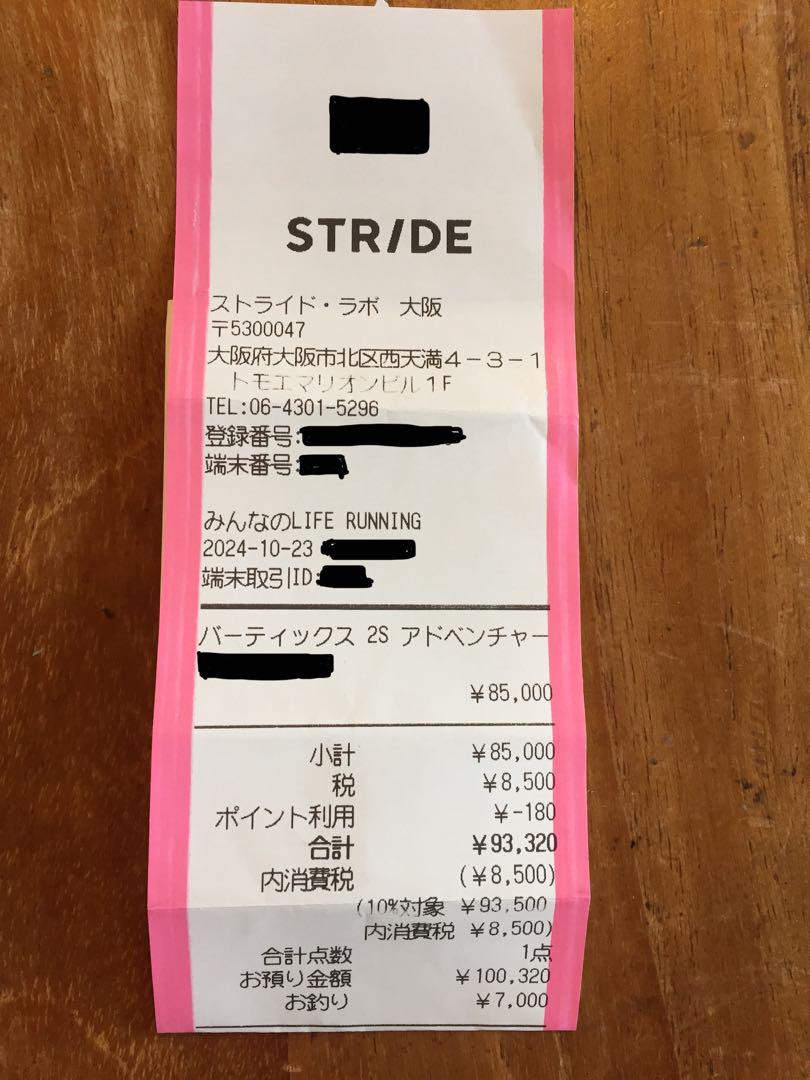 STRIDE
ストライド・ラボ 大阪
〒5300047
大阪府大阪市北区西天満4-3-1
トモエマリオンビル1F
TEL:06-4301-5296
登録番号:
端末番号:
みんなのLIFE RUNNING
2024-10-23
端末取引ID:
バーティックス 2S アドベンチャー
¥85,000
小計 ¥85,000
税 ¥8,500
ポイント利用 ¥-180
合計 ¥93,320
内消費税 (¥8,500)
(10%対象 ¥93,500
内消費税 ¥8,500)
合計点数 1点
お預り金額 ¥100,320
お釣り ¥7,000